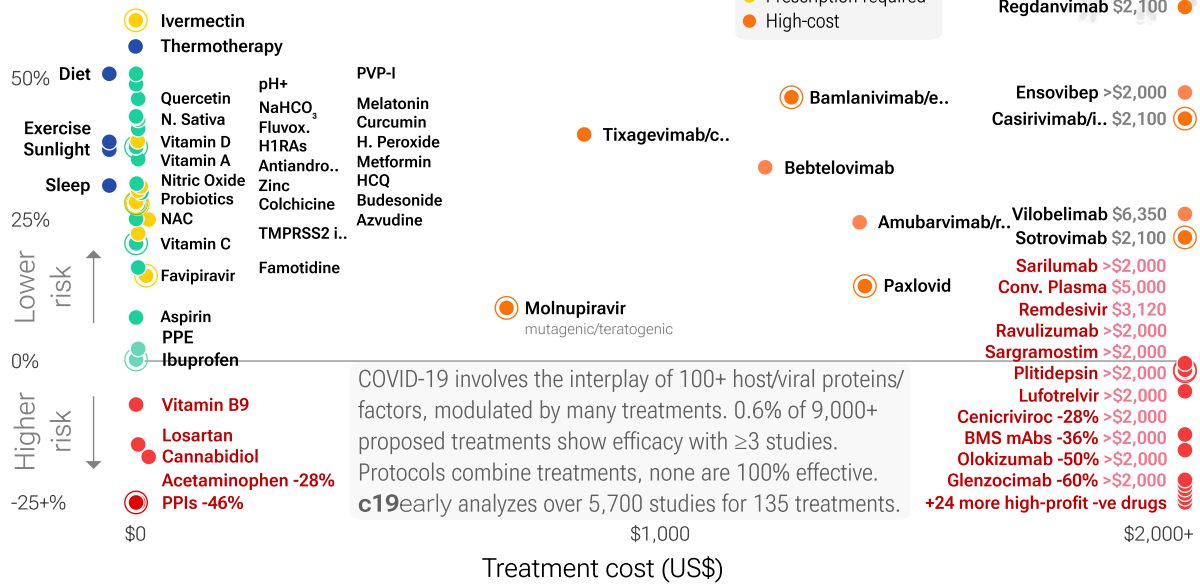 Prescription required
High-cost
Regdanvimab $2,100
Ivermectin
Thermotherapy
50%
Diet
PVP-I
pH+
Quercetin
NaHCO3
Melatonin
N. Sativa
Fluvox.
Curcumin
Exercise
Sunlight
Vitamin D
H1RAs
H. Peroxide
Vitamin A
Antiandro..
Metformin
Sleep
Nitric Oxide
Zinc
HCQ
Probiotics
Colchicine
Budesonide
25%
NAC
Azvudine
TMPRSS2 i..
Vitamin C
Famotidine
Favipiravir
Aspirin
PPE
0%
Ibuprofen
Lower
risk
Higher
risk
Vitamin B9
Losartan
Cannabidiol
Acetaminophen -28%
-25+%
PPIs -46%
Bamlanivimab/e..
Tixagevimab/c..
Bebtelovimab
Amubarvimab/r..
Paxlovid
Molnupiravir
mutagenic/teratogenic
Ensovibep >$2,000
Casirivimab/i.. $2,100
Vilobelimab $6,350
Sotrovimab $2,100
Sarilumab >$2,000
Conv. Plasma $5,000
Remdesivir $3,120
Ravulizumab >$2,000
Sargramostim >$2,000
Plitidepsin >$2,000
Lufotrelvir >$2,000
Cenicriviroc -28% >$2,000
BMS mAbs -36% >$2,000
Olokizumab -50% >$2,000
Glenzocimab -60% >$2,000
+24 more high-profit -ve drugs
COVID-19 involves the interplay of 100+ host/viral proteins/
factors, modulated by many treatments. 0.6% of 9,000+
proposed treatments show efficacy with ≥3 studies.
Protocols combine treatments, none are 100% effective.
c19early analyzes over 5,700 studies for 135 treatments.
$0
$1,000
$2,000+
Treatment cost (US$)